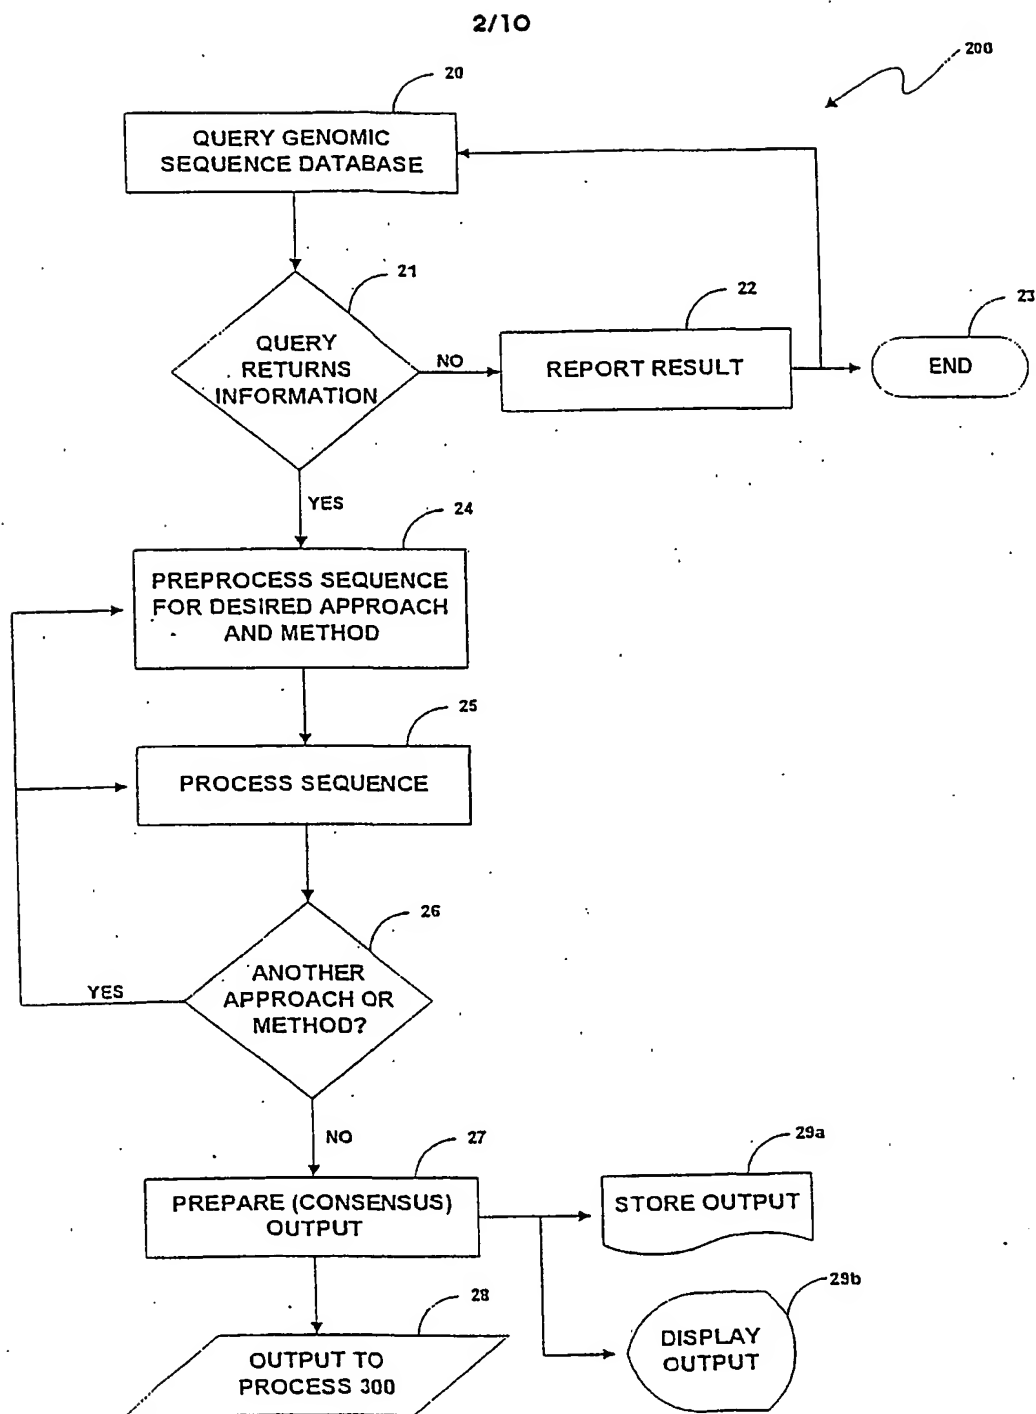 2/10
200
20
QUERY GENOMIC
SEQUENCE DATABASE
21
QUERY
RETURNS
INFORMATION
NO
22
REPORT RESULT
23
END
YES
24
PREPROCESS SEQUENCE
FOR DESIRED APPROACH
AND METHOD
25
PROCESS SEQUENCE
26
ANOTHER
APPROACH OR
METHOD?
YES
NO
27
PREPARE (CONSENSUS)
OUTPUT
29a
STORE OUTPUT
28
OUTPUT TO
PROCESS 300
29b
DISPLAY
OUTPUT